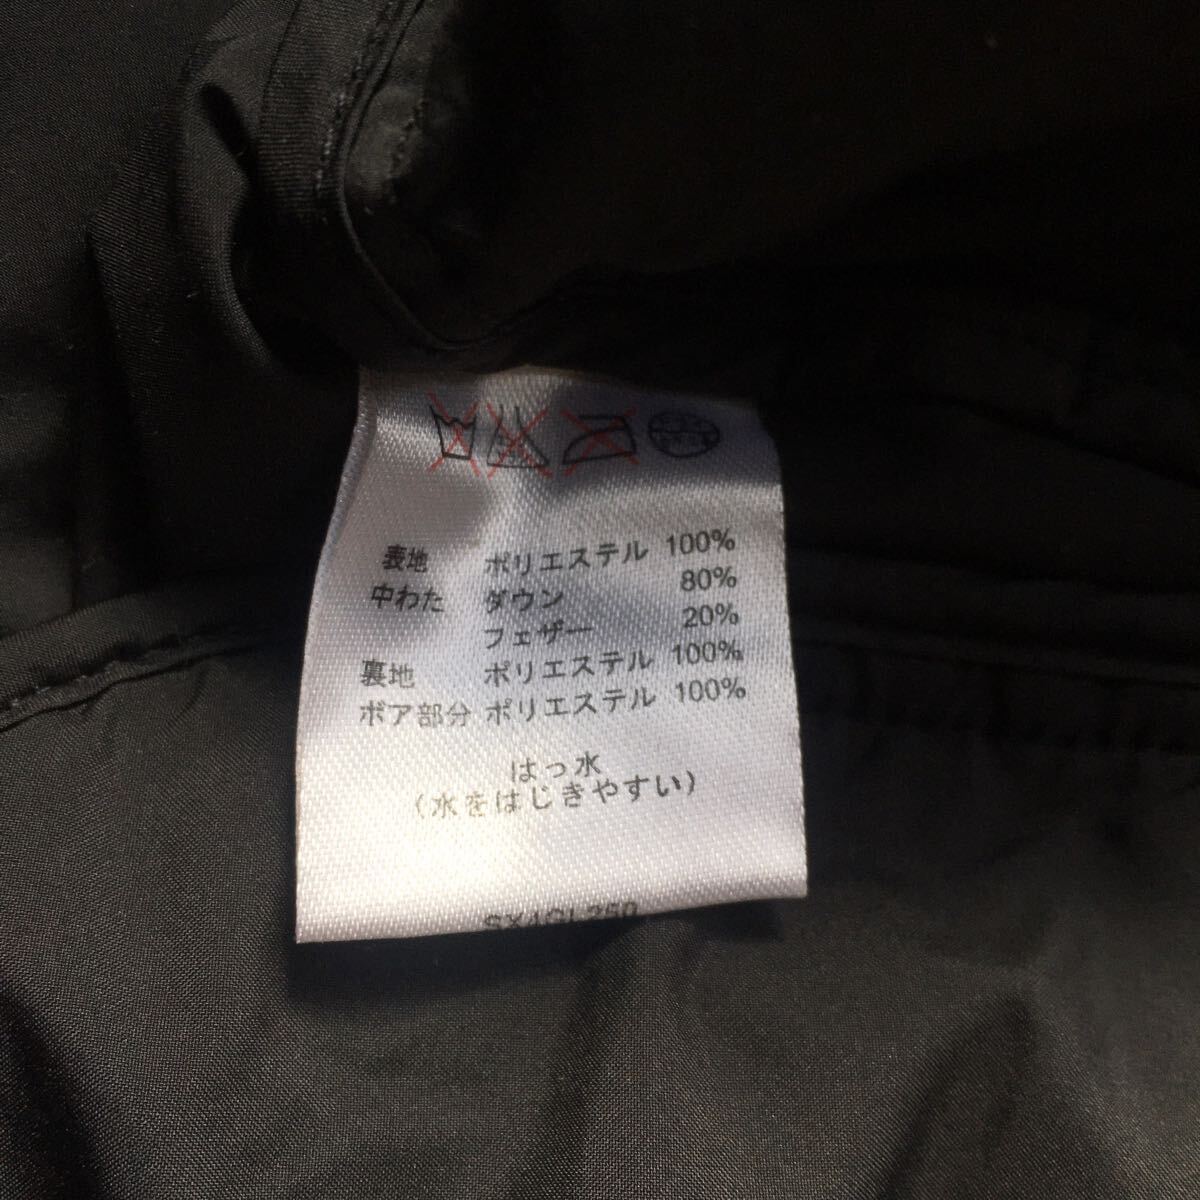 表地 ポリエステル 100%
中わた ダウン 80%
フェザー 20%
裏地 ポリエステル 100%
ボア部分 ポリエステル 100%
はっ水
(水をはじきやすい)